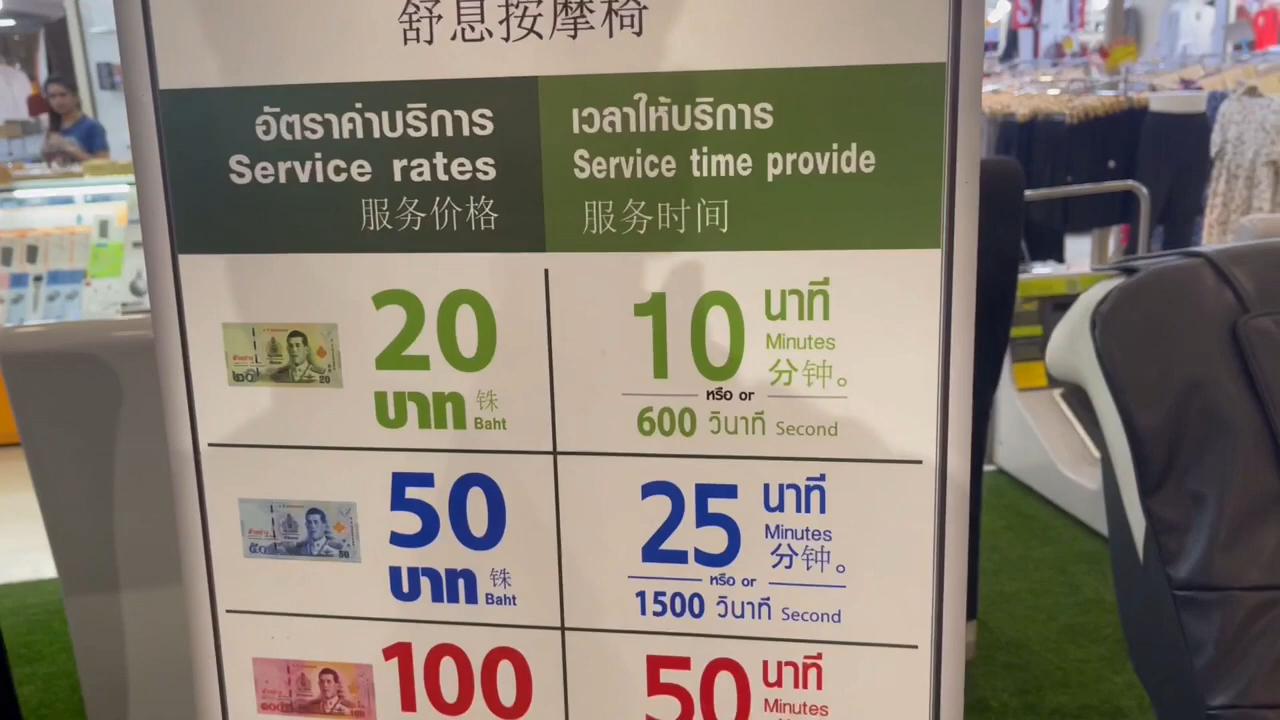 舒息按摩椅
อัตราค่าบริการ
Service rates
服务价格
เวลาให้บริการ
Service time provide
服务时间
20
บาท 铢
Baht
10 นาที
Minutes
分钟。
หรือ or
600 วินาที Second
50
บาท 铢
Baht
25 นาที
Minutes
分钟。
หรือ or
1500 วินาที Second
100
50 นาที
Minutes